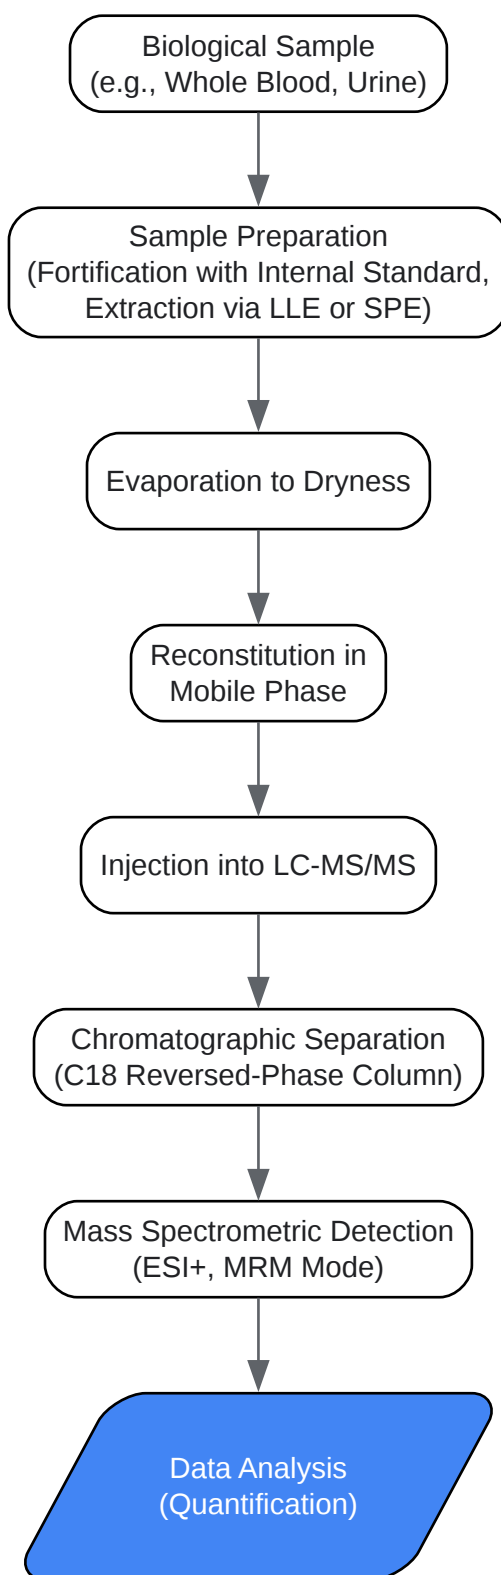 Biological Sample
(e.g., Whole Blood, Urine)
Sample Preparation
(Fortification with Internal Standard,
Extraction via LLE or SPE)
Evaporation to Dryness
Reconstitution in
Mobile Phase
Injection into LC-MS/MS
Chromatographic Separation
(C18 Reversed-Phase Column)
Mass Spectrometric Detection
(ESI+, MRM Mode)
Data Analysis
(Quantification)